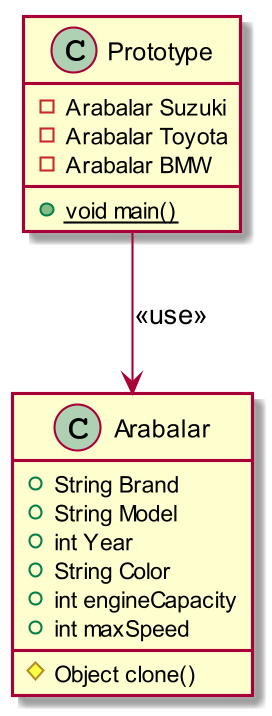 C Prototype
Arabalar Suzuki
Arabalar Toyota
Arabalar BMW
void main()
«use»
C Arabalar
String Brand
String Model
int Year
String Color
int engineCapacity
int maxSpeed
Object clone()